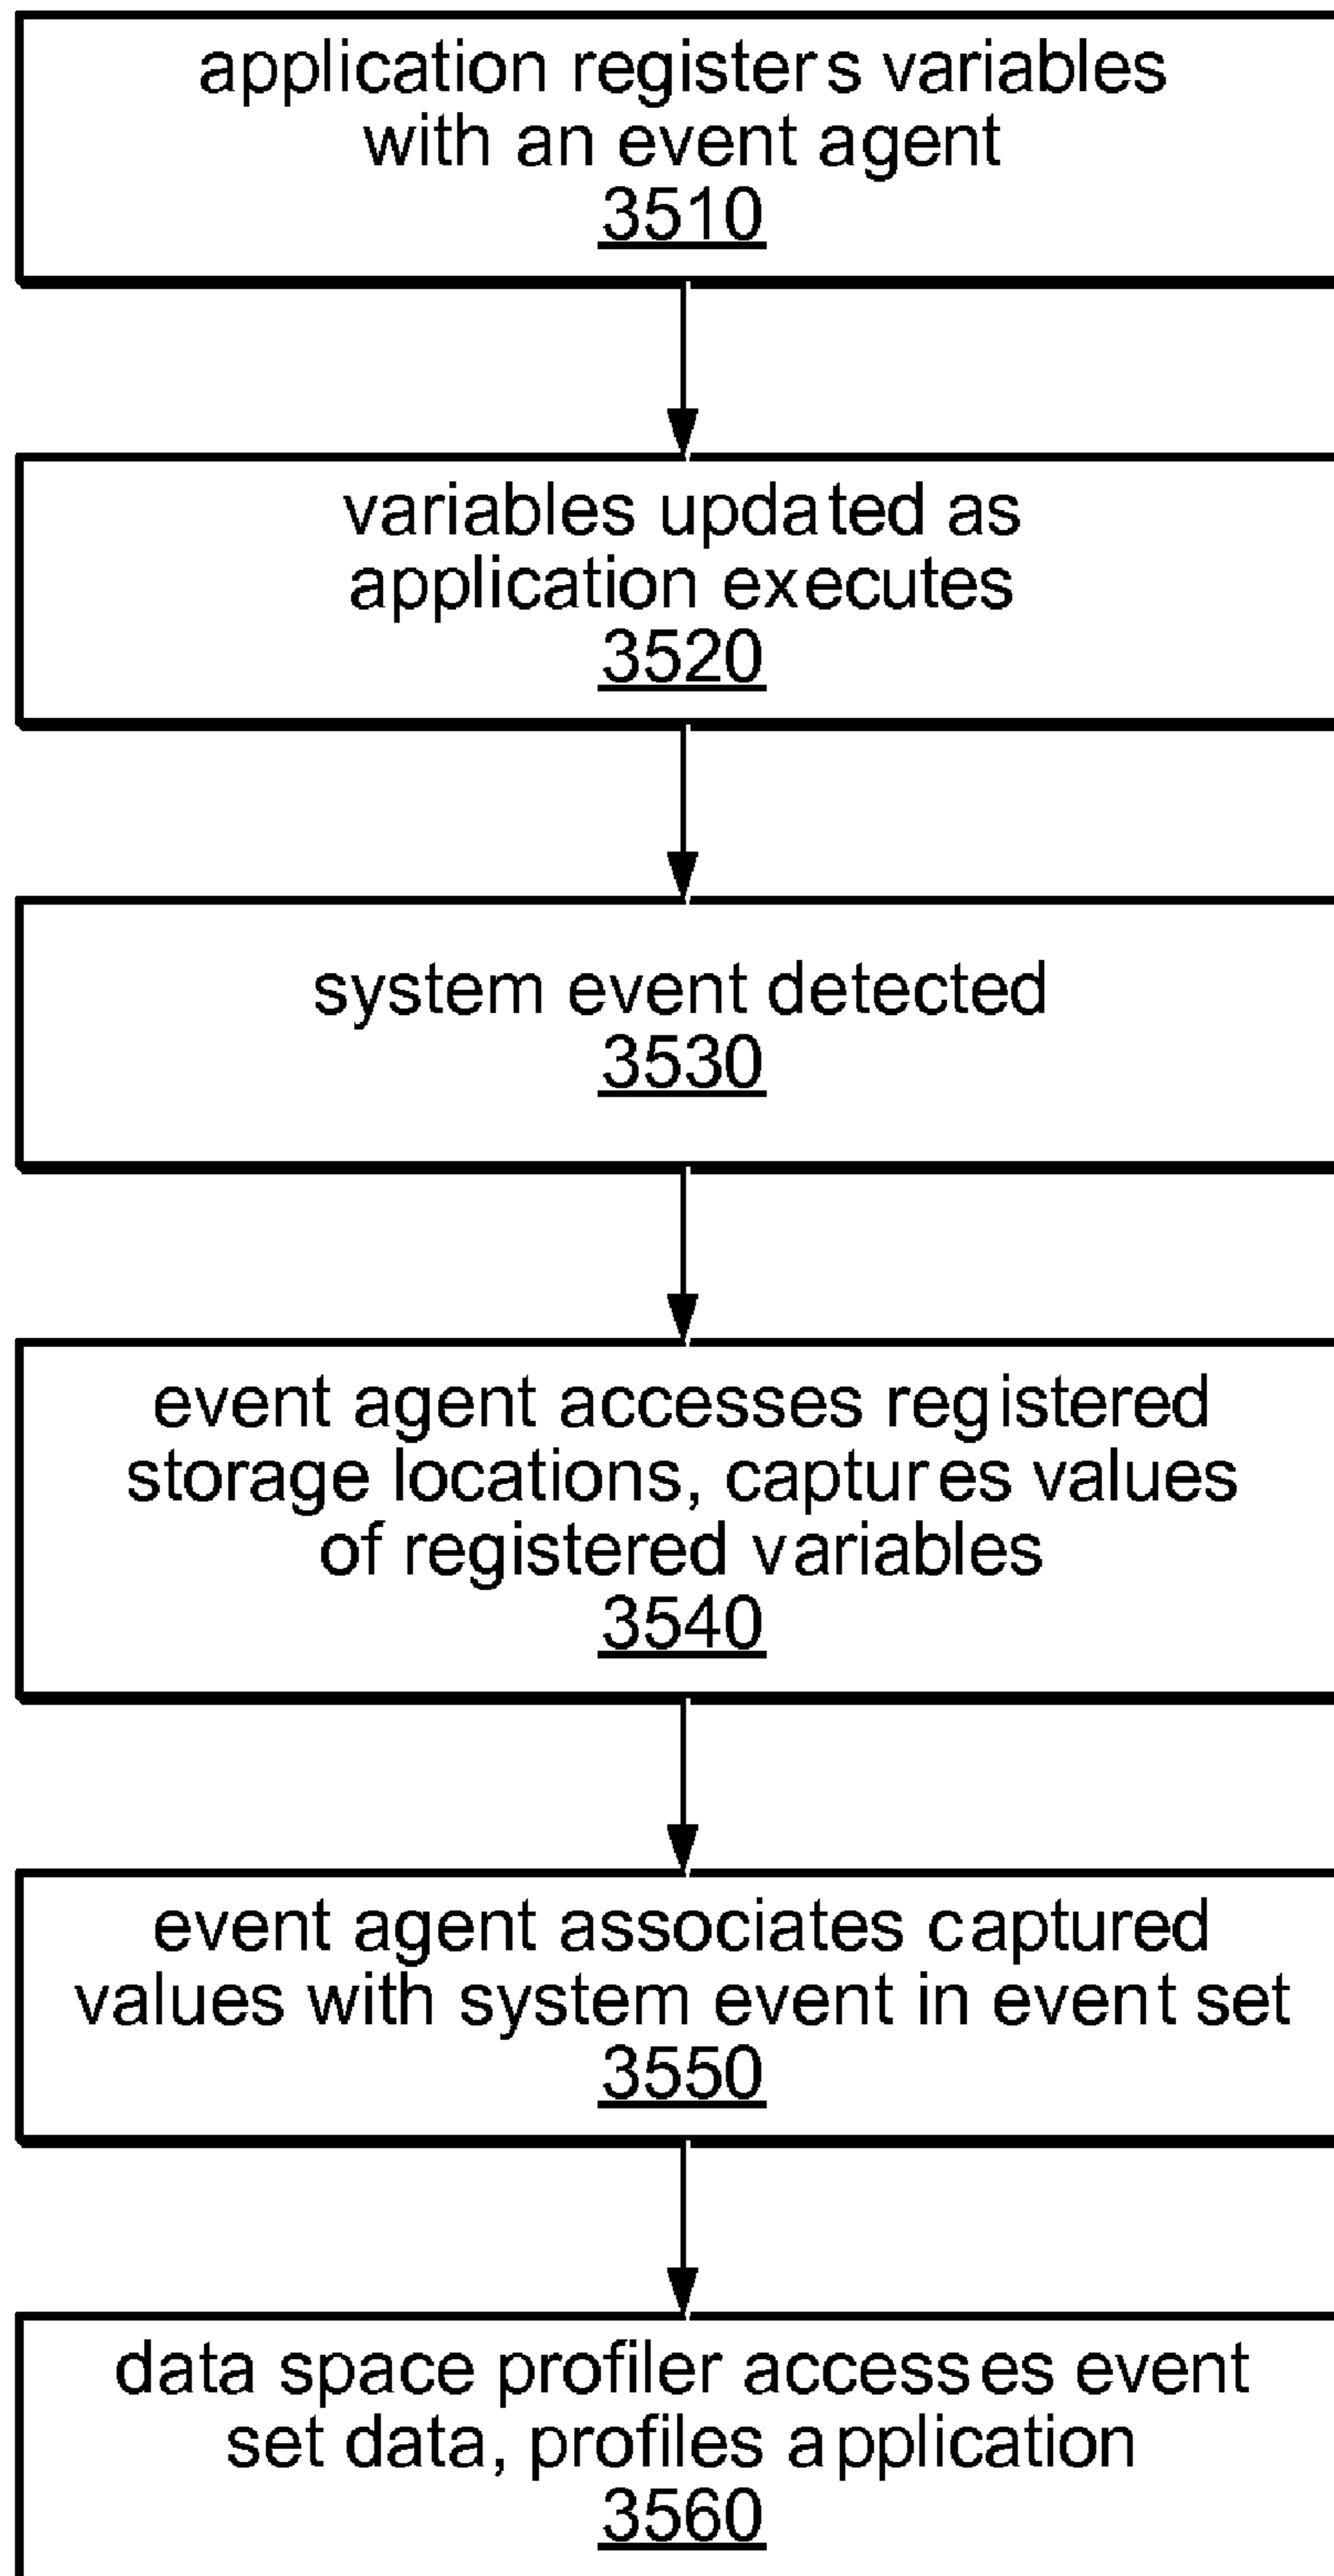 application registers variables
with an event agent
3510
variables updated as
application executes
3520
system event detected
3530
event agent accesses registered
storage locations, captures values
of registered variables
3540
event agent associates captured
values with system event in event set
3550
data space profiler accesses event
set data, profiles application
3560